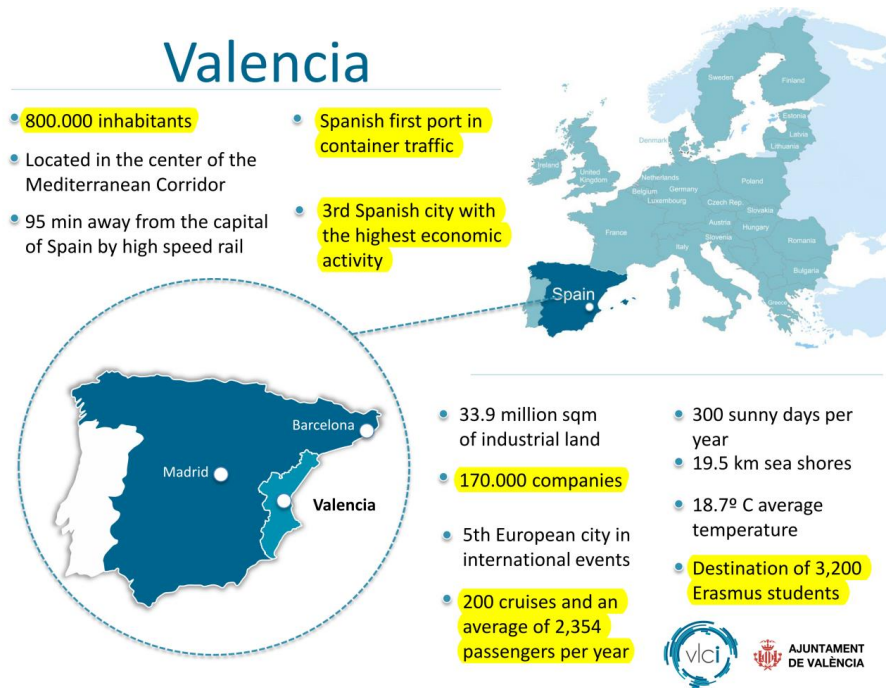 Valencia
800.000 inhabitants
Located in the center of the
Mediterranean Corridor
95 min away from the capital
of Spain by high speed rail
Spanish first port in
container traffic
3rd Spanish city with
the highest economic
activity
Sweden
Finland
Estonia
Latvia
Lithuania
Denmark
Ireland
United
Kingdom
Netherlands
Belgium
Germany
Luxembourg
Poland
Czech Rep.
Slovakia
Austria
Hungary
Slovenia
France
Italy
Romania
Bulgaria
Greece
Spain
Barcelona
Madrid
Valencia
33.9 million sqm
of industrial land
170.000 companies
5th European city in
international events
200 cruises and an
average of 2,354
passengers per year
300 sunny days per
year
19.5 km sea shores
18.7º C average
temperature
Destination of 3,200
Erasmus students
vlci
AJUNTAMENT
DE VALÈNCIA